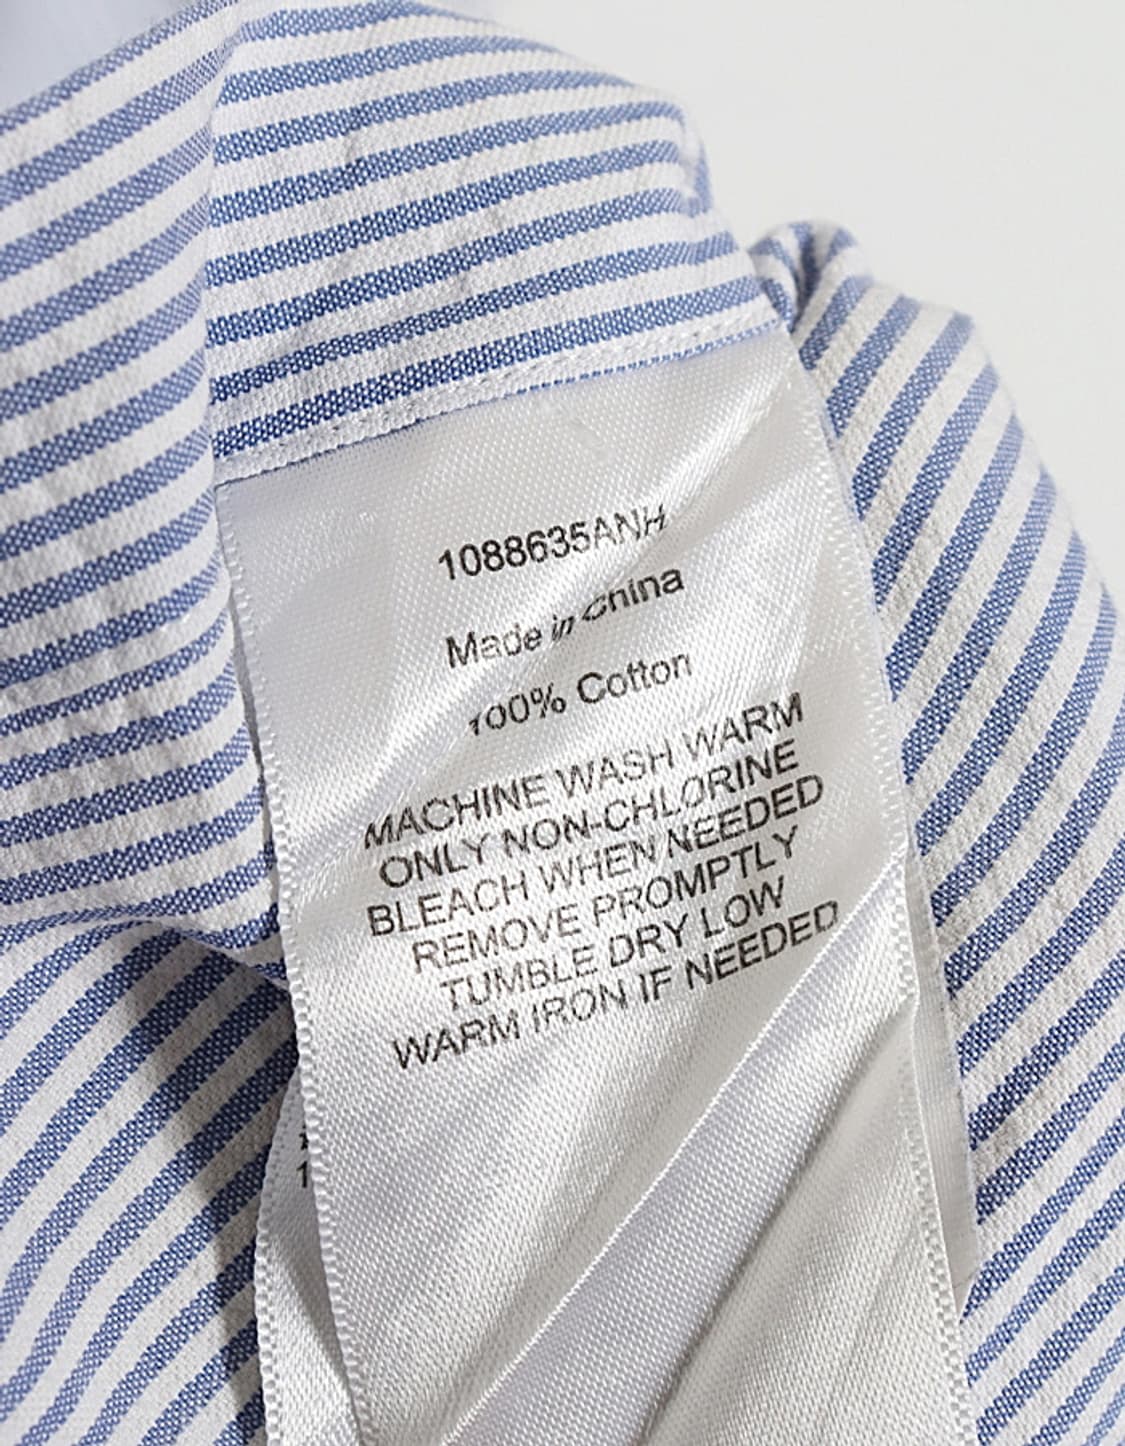 1088635ANH
Made in China
100% Cotton
MACHINE WASH WARM
ONLY NON-CHLORINE
BLEACH WHEN NEEDED
REMOVE PROMPTLY
TUMBLE DRY LOW
WARM IRON IF NEEDED